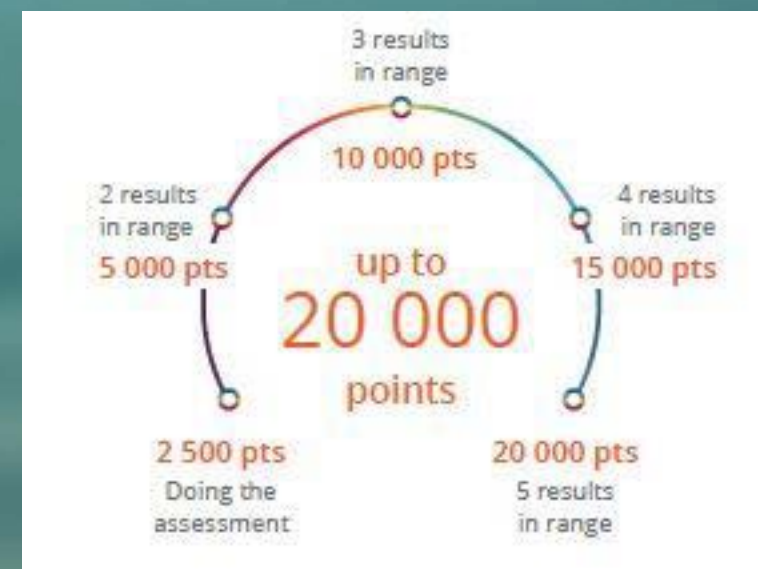 3 results
in range
10 000 pts
2 results
in range
5 000 pts
4 results
in range
15 000 pts
up to
20 000
points
2 500 pts
Doing the
assessment
20 000 pts
5 results
in range